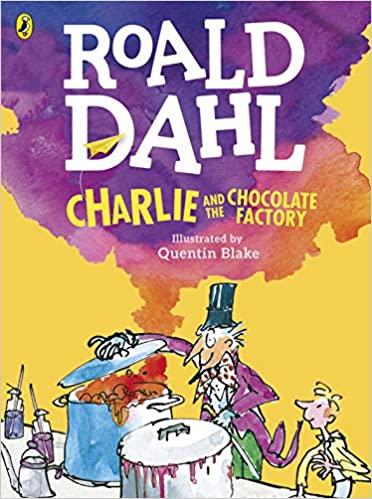 ROALD
DAHL
CHARLIE AND THE CHOCOLATE FACTORY
Illustrated by
Quentin Blake